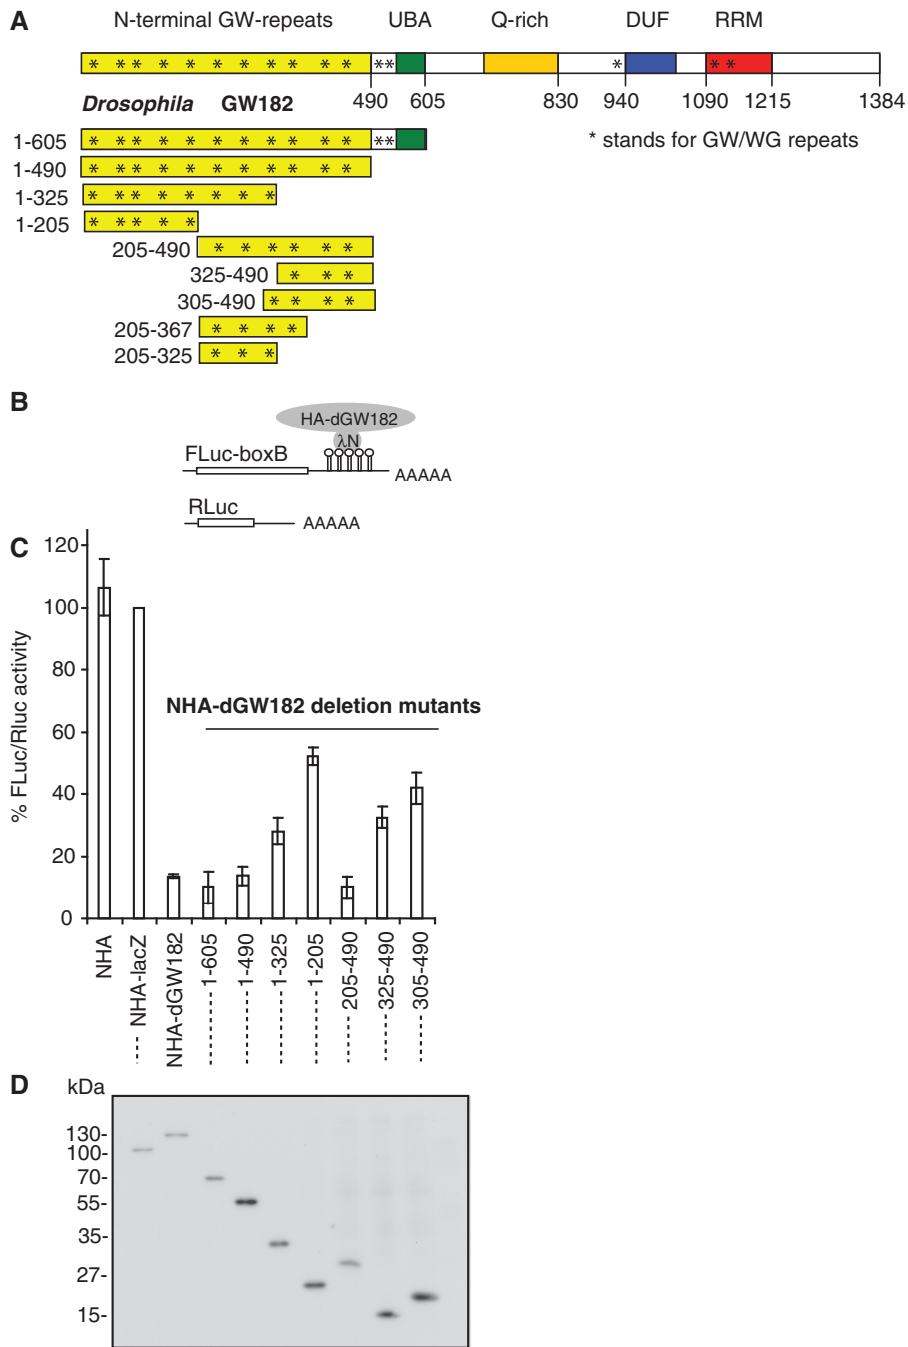 A
N-terminal GW-repeats UBA Q-rich DUF RRM
* ** * * * * * * * * ** * **
Drosophila GW182 490 605 830 940 1090 1215 1384
* stands for GW/WG repeats
1-605 * ** * * * * * * * * **
1-490 * ** * * * * * * * *
1-325 * ** * * * * *
1-205 * ** * *
205-490 * * * * * *
325-490 * * *
305-490 * * * *
205-367 * * * *
205-325 * * *
B
HA-dGW182
λN
FLuc-boxB
AAAAA
RLuc
AAAAA
C
% FLuc/Rluc activity
120
100
80
60
40
20
0
NHA-dGW182 deletion mutants
NHA
---- NHA-lacZ
NHA-dGW182
-------- 1-605
-------- 1-490
-------- 1-325
-------- 1-205
------ 205-490
------ 325-490
------ 305-490
D
kDa
130-
100-
70-
55-
35-
27-
15-